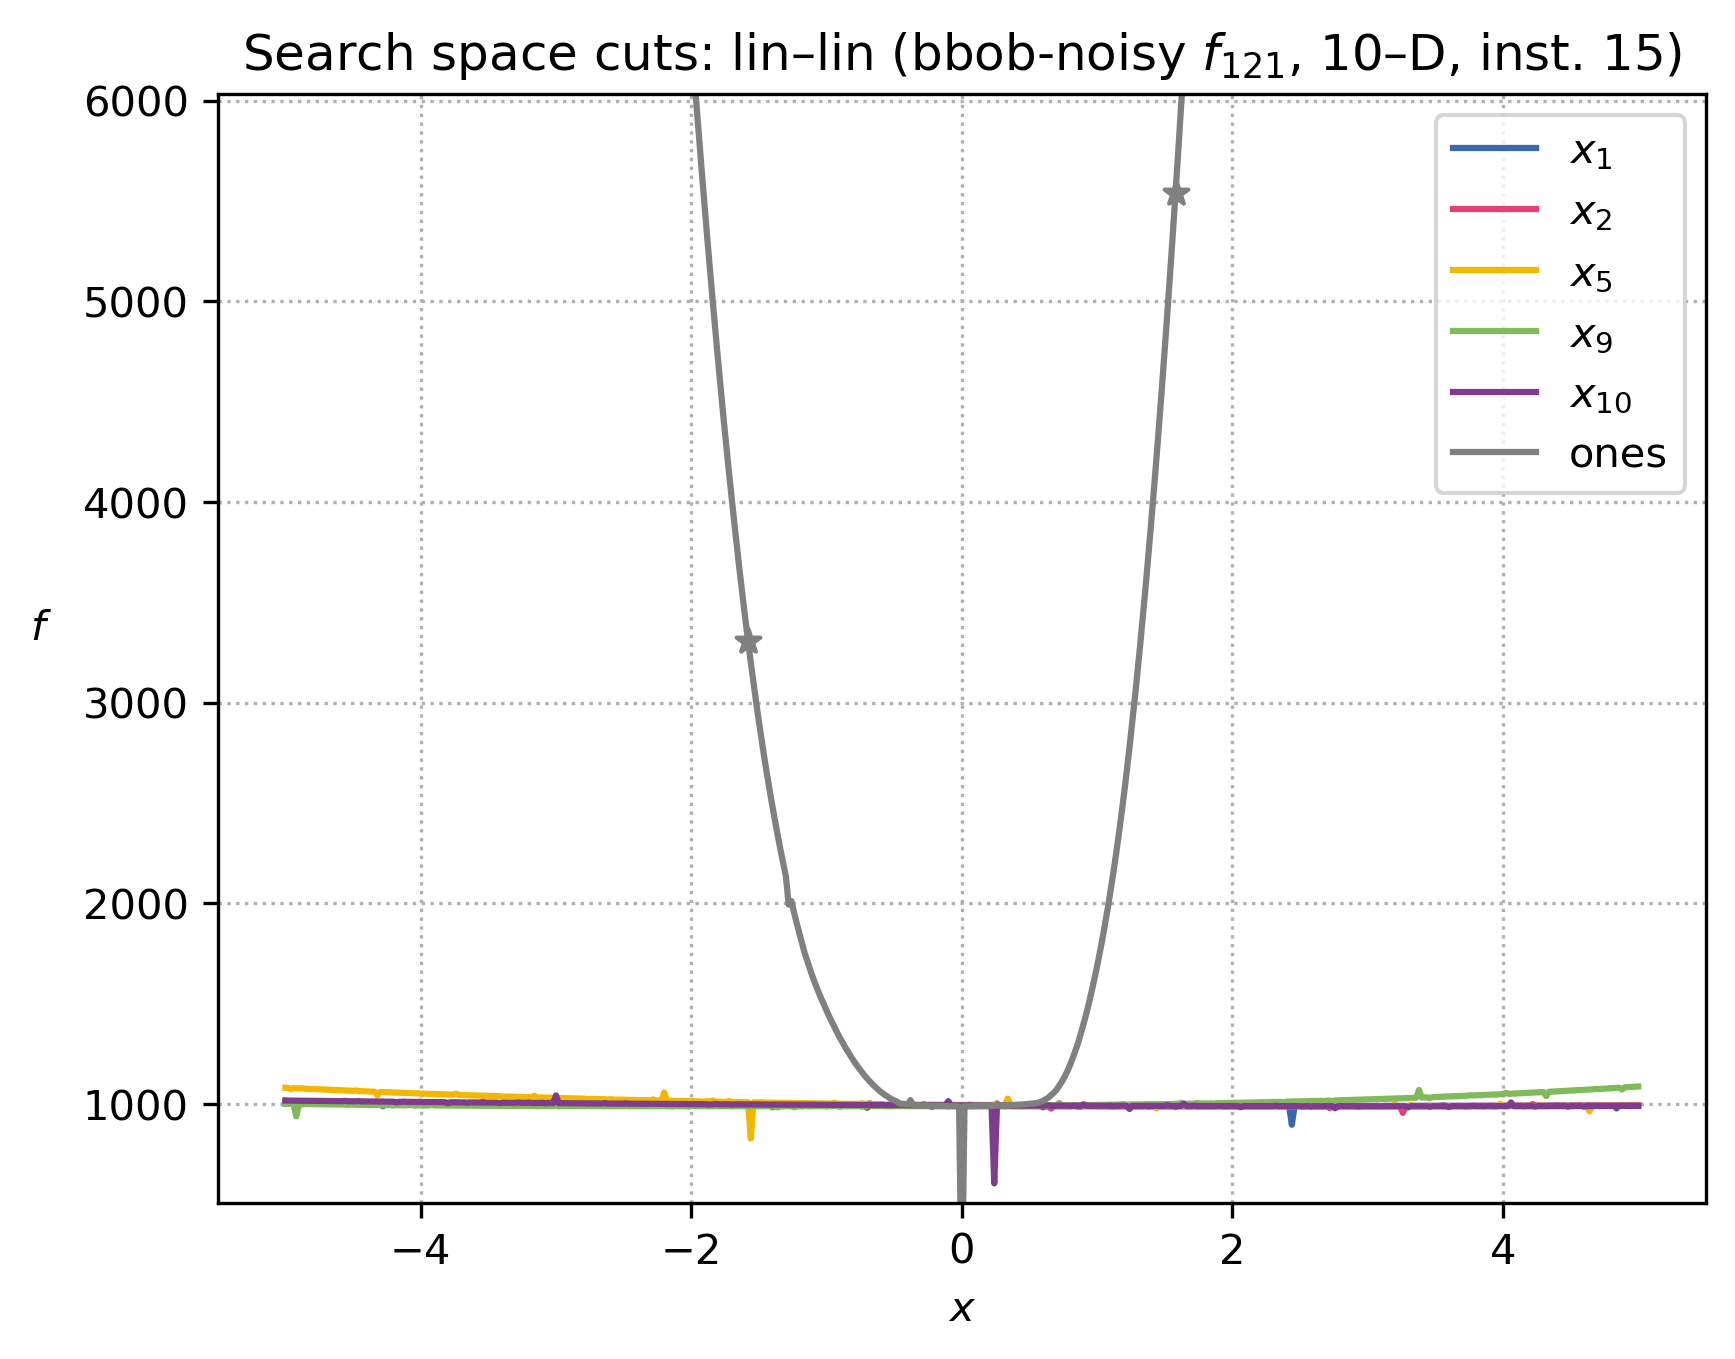 Search space cuts: lin–lin (bbob-noisy f₁₂₁, 10–D, inst. 15)
6000
5000
4000
3000
2000
1000
f
−4
−2
0
2
4
x
x₁
x₂
x₅
x₉
x₁₀
ones